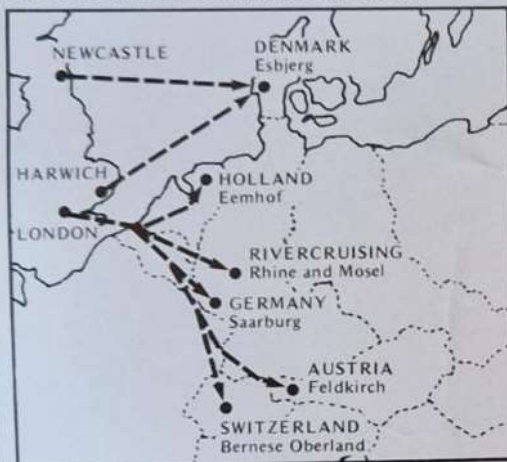 NEWCASTLE
DENMARK
Esbjerg
HARWICH
HOLLAND
Eemhof
LONDON
RIVERCRUISING
Rhine and Mosel
GERMANY
Saarburg
AUSTRIA
Feldkirch
SWITZERLAND
Bernese Oberland